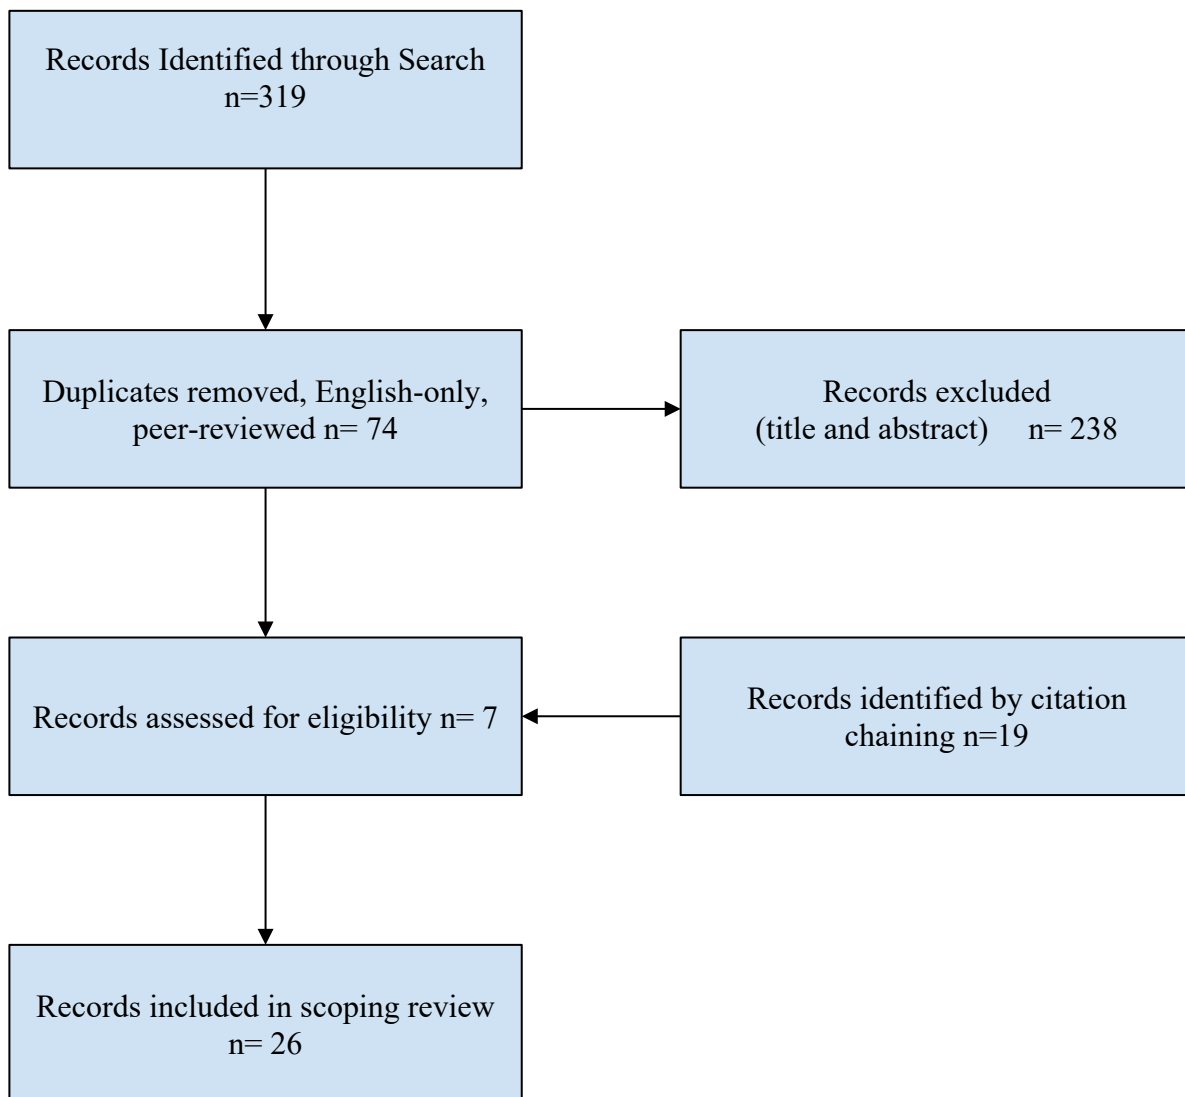 Records Identified through Search
n=319
Duplicates removed, English-only,
peer-reviewed n= 74
Records excluded
(title and abstract) n= 238
Records assessed for eligibility n= 7
Records identified by citation
chaining n=19
Records included in scoping review
n= 26